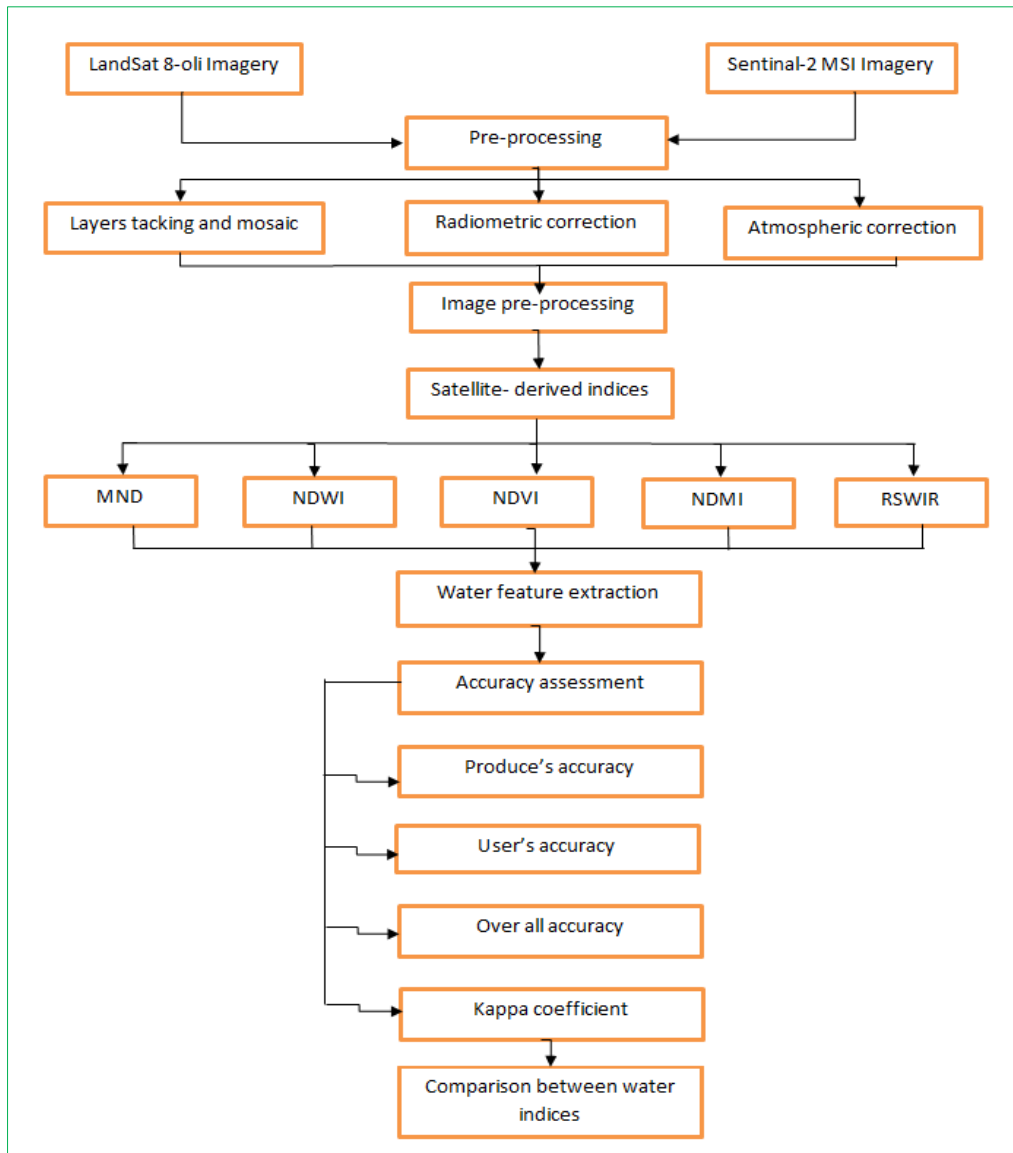 LandSat 8-oli Imagery
Sentinal-2 MSI Imagery
Pre-processing
Layers tacking and mosaic
Radiometric correction
Atmospheric correction
Image pre-processing
Satellite- derived indices
MND
NDWI
NDVI
NDMI
RSWIR
Water feature extraction
Accuracy assessment
Produce’s accuracy
User’s accuracy
Over all accuracy
Kappa coefficient
Comparison between water
indices